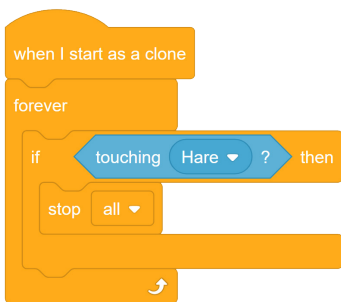 when I start as a clone
forever
if touching Hare ? then
stop all